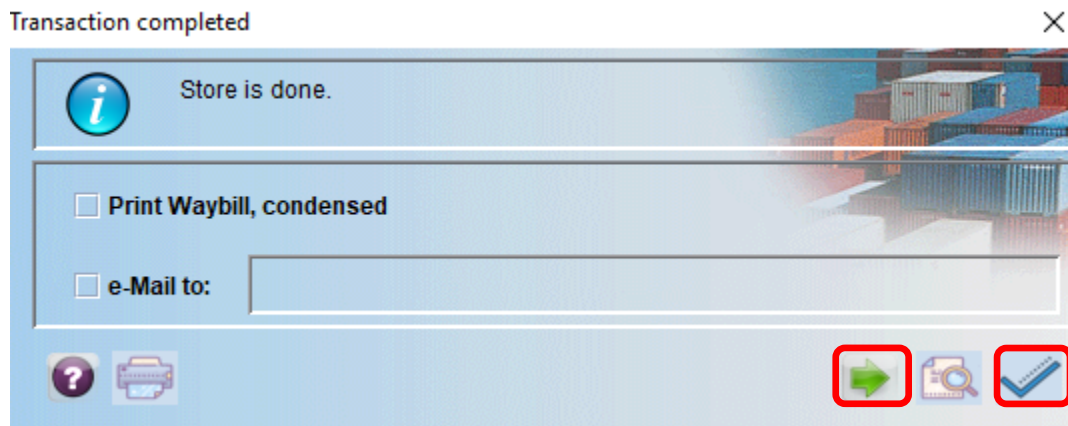 Transaction completed
Store is done.
Print Waybill, condensed
e-Mail to: